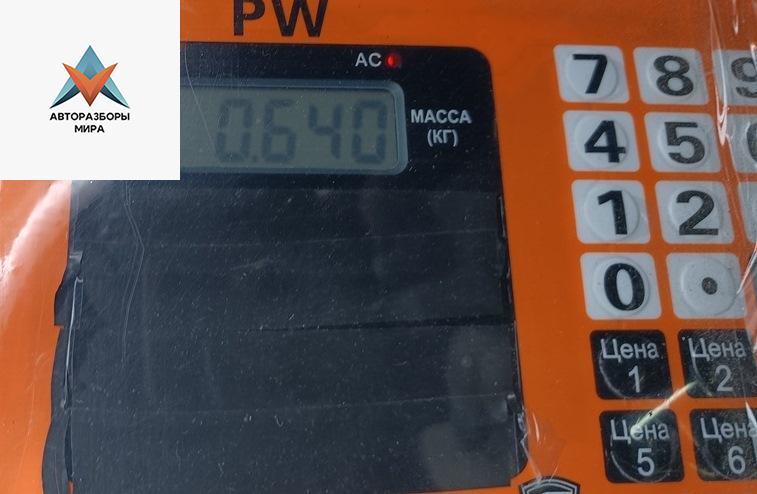 PW
AC
АВТОРАЗБОРЫ
МИРА
0.640
МАССА
(КГ)
7 8 9
4 5
1 2
0 .
Цена
1
Цена
2
Цена
5
Цена
6